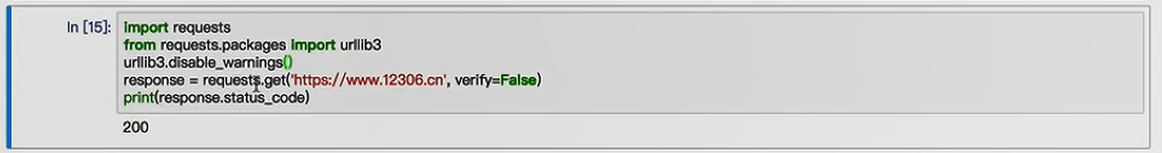 In [15]:
import requests
from requests.packages import urllib3
urllib3.disable_warnings()
response = requests.get('https://www.12306.cn', verify=False)
print(response.status_code)
200